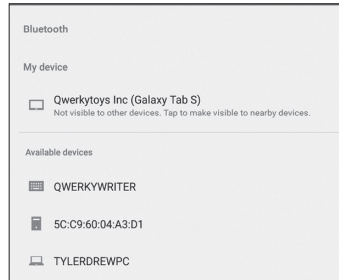 Bluetooth
My device
Qwerkytoys Inc (Galaxy Tab S)
Not visible to other devices. Tap to make visible to nearby devices.
Available devices
QWERKYWRITER
5C:C9:60:04:A3:D1
TYLERDREWPC